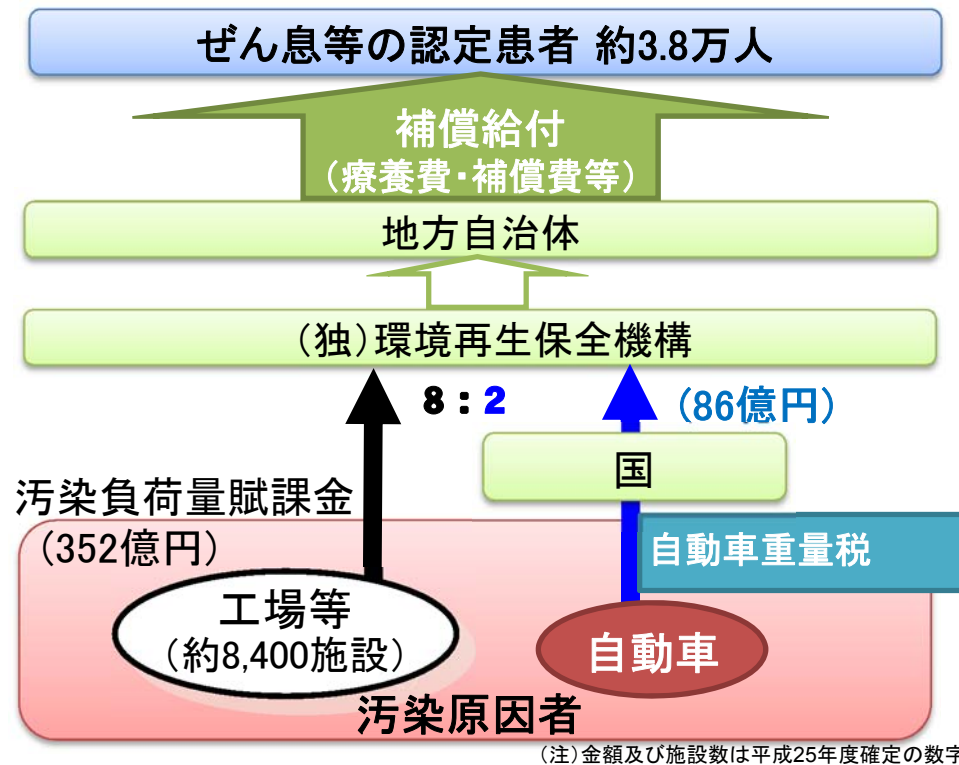 ぜん息等の認定患者 約3.8万人
補償給付
（療養費・補償費等）
地方自治体
（独）環境再生保全機構
8：2
（86億円）
国
汚染負荷量賦課金
（352億円）
自動車重量税
工場等
（約8,400施設）
自動車
汚染原因者
（注）金額及び施設数は平成25年度確定の数字